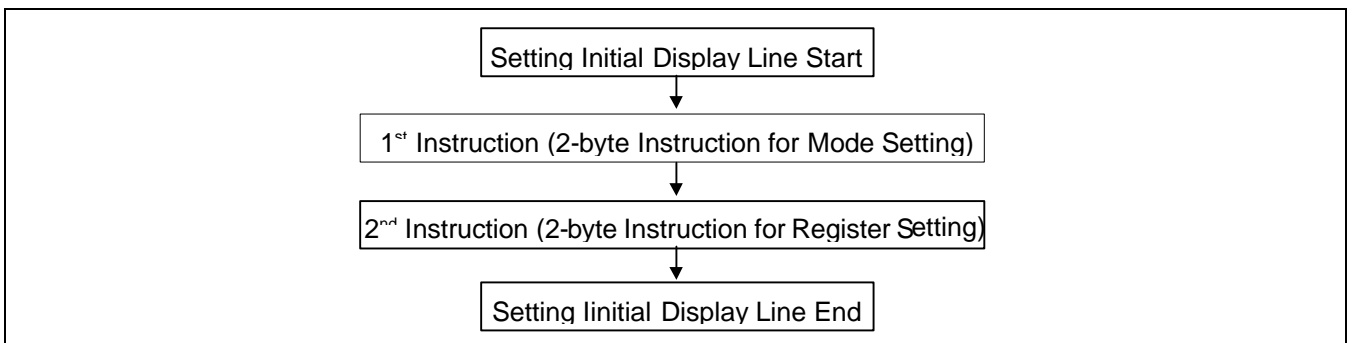 Setting Initial Display Line Start
1st Instruction (2-byte Instruction for Mode Setting)
2nd Instruction (2-byte Instruction for Register Setting)
Setting Iinitial Display Line End